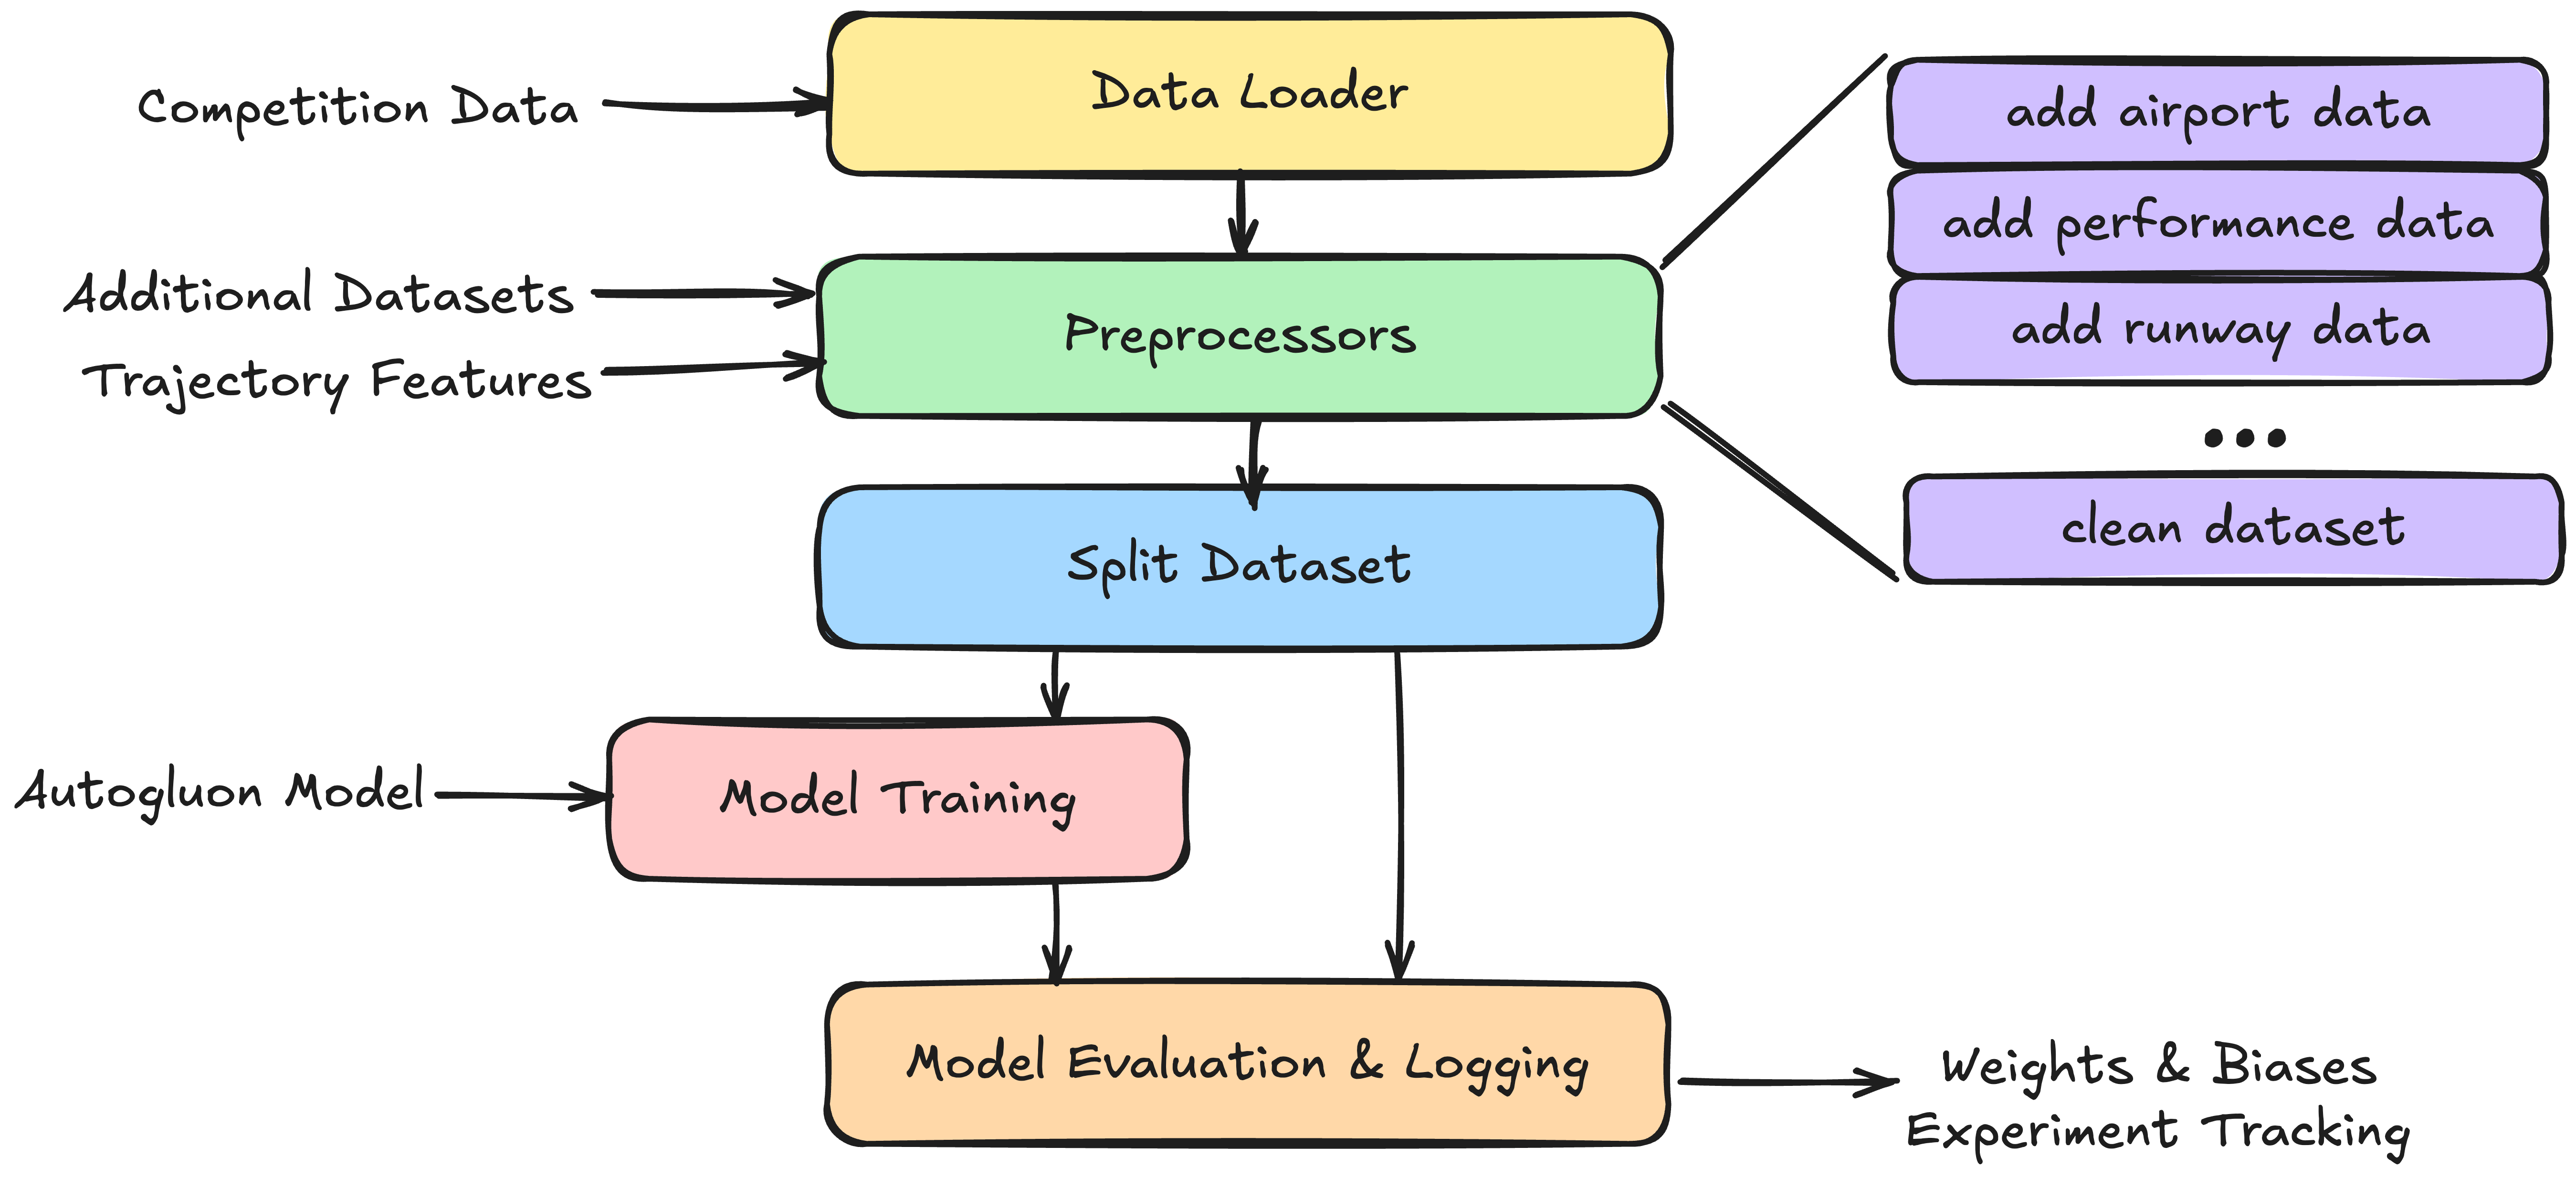 Data Loader
Competition Data
add airport data
add performance data
Additional Datasets
Preprocessors
add runway data
Trajectory Features
...
Split Dataset
clean dataset
Autogluon Model
Model Training
Model Evaluation & Logging
Weights & Biases
Experiment Tracking